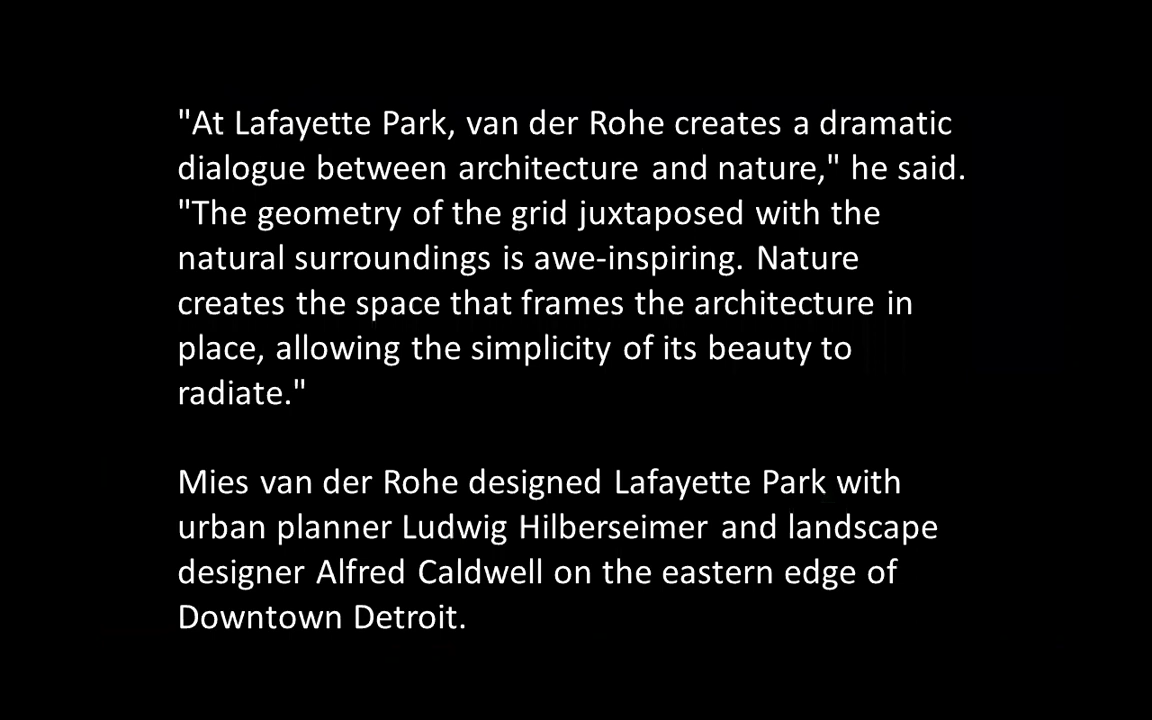 "At Lafayette Park, van der Rohe creates a dramatic
dialogue between architecture and nature," he said.
"The geometry of the grid juxtaposed with the
natural surroundings is awe-inspiring. Nature
creates the space that frames the architecture in
place, allowing the simplicity of its beauty to
radiate."
Mies van der Rohe designed Lafayette Park with
urban planner Ludwig Hilberseimer and landscape
designer Alfred Caldwell on the eastern edge of
Downtown Detroit.